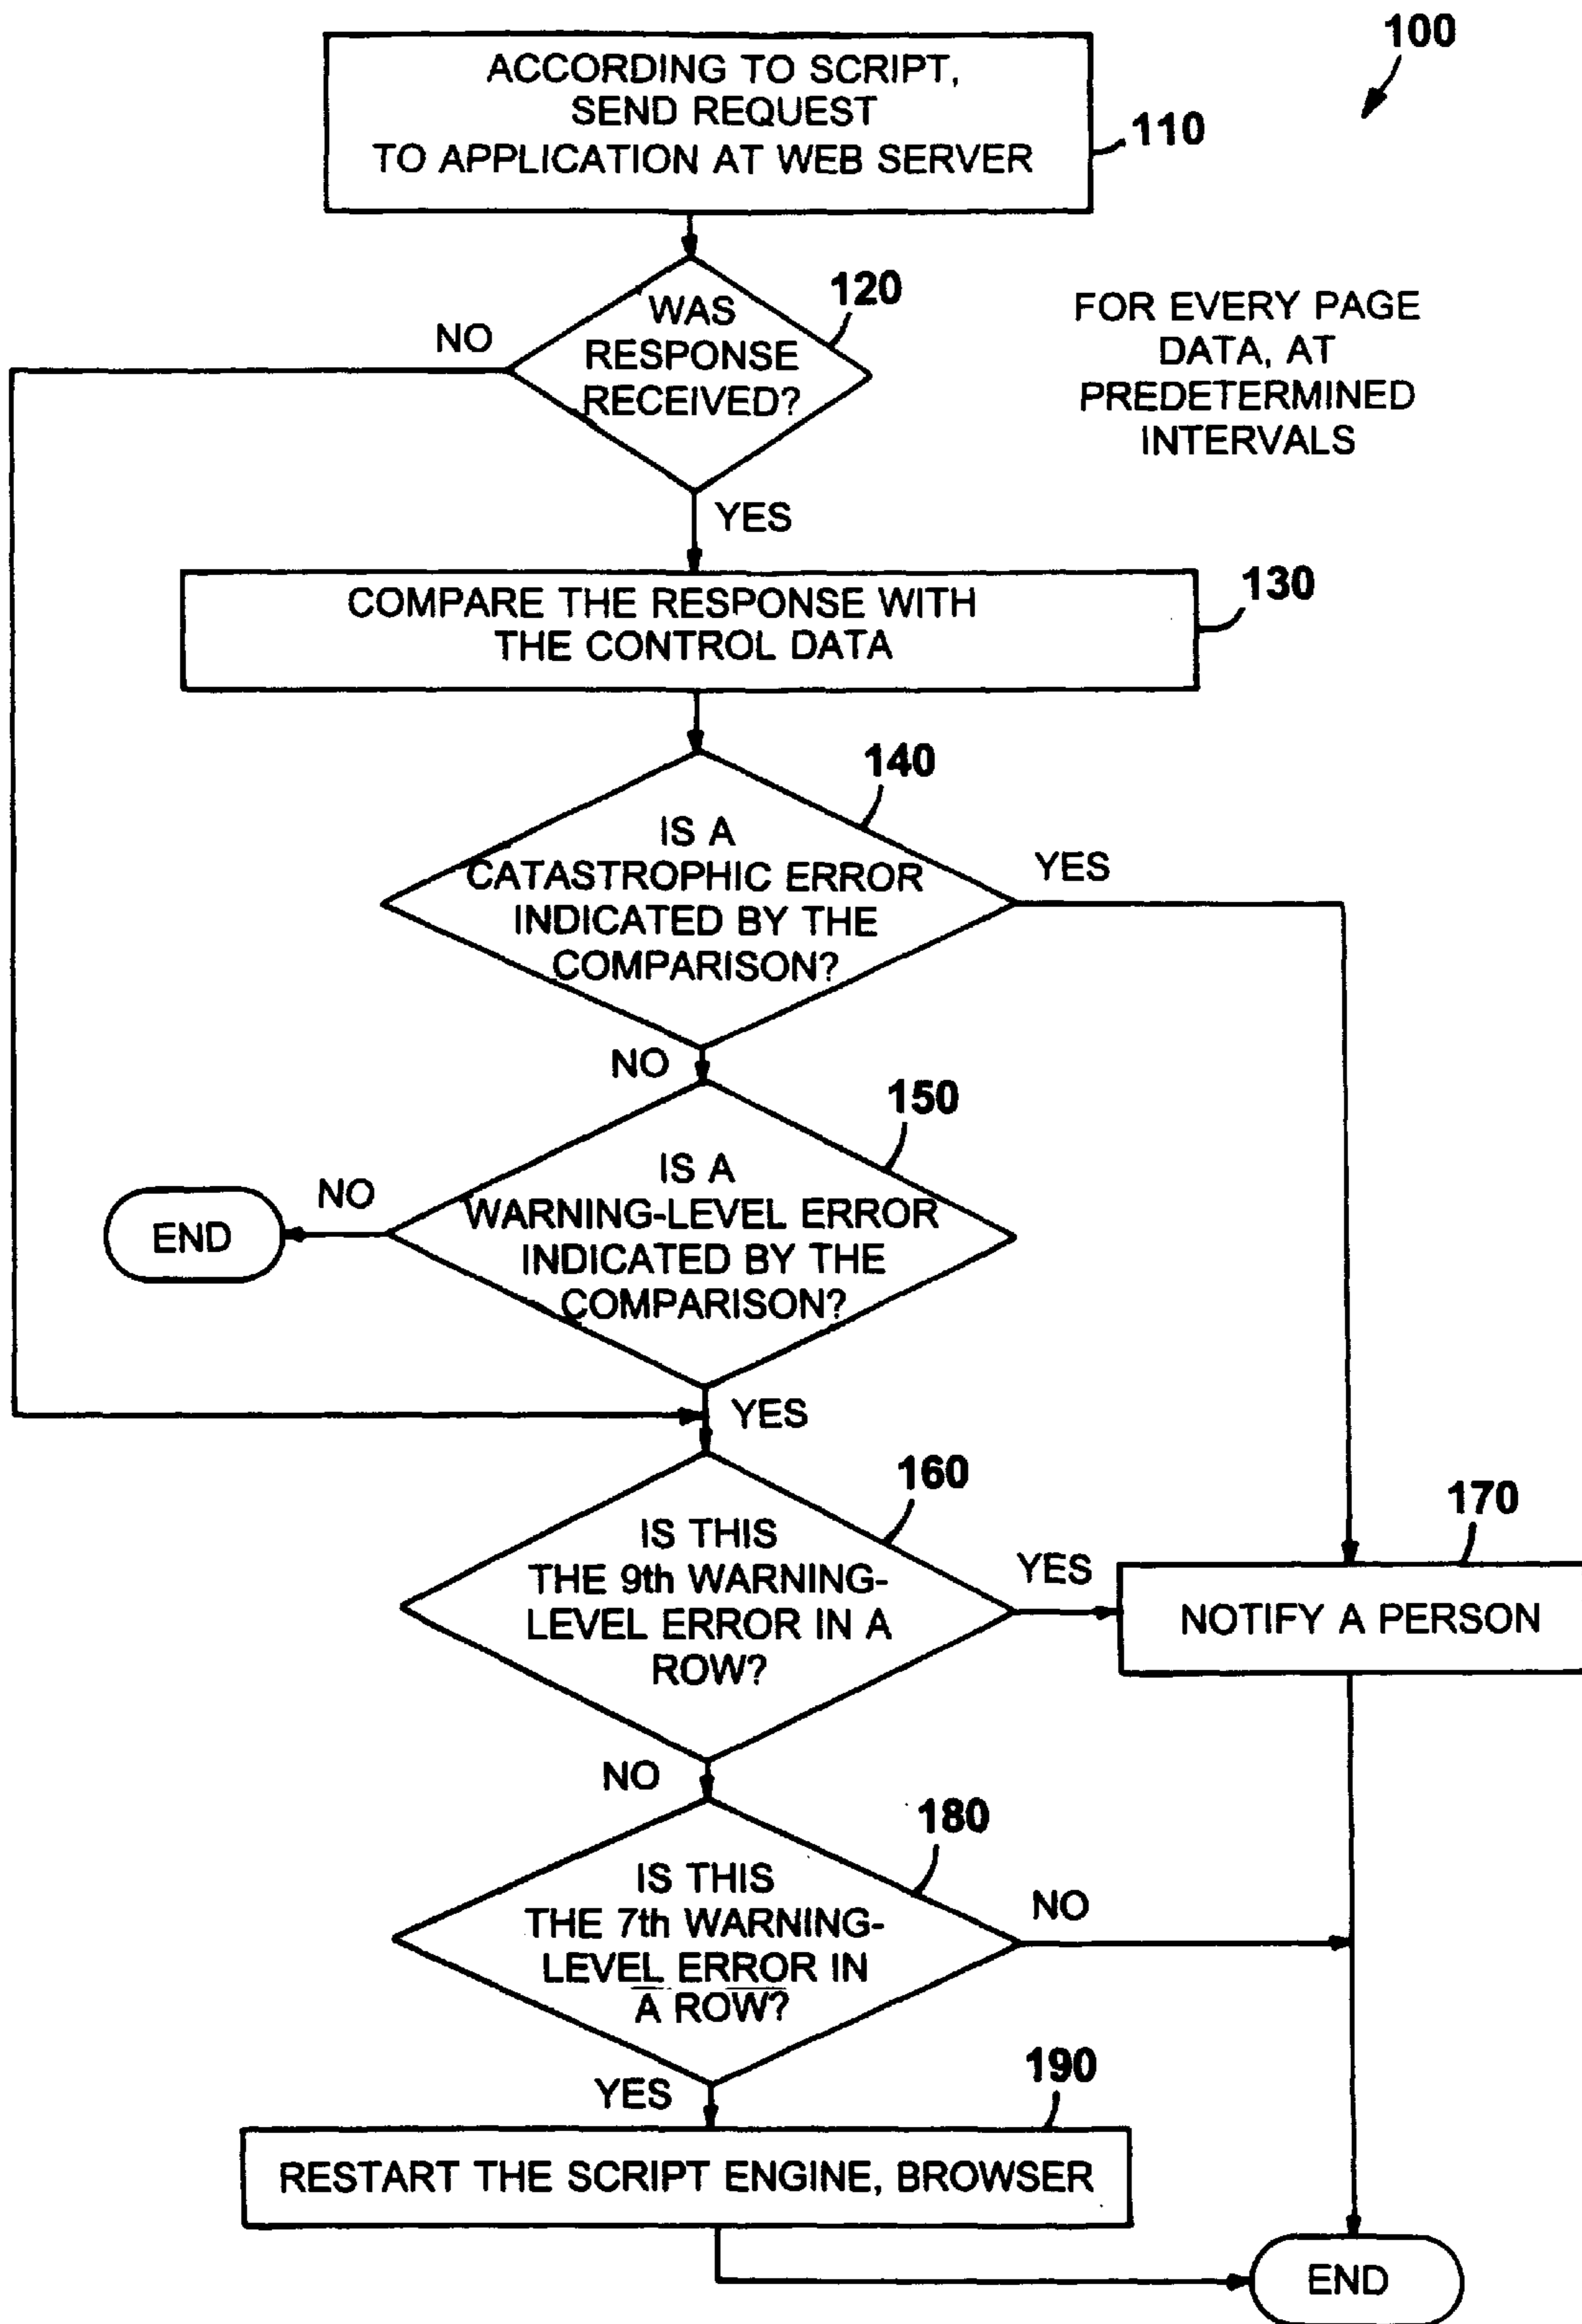 100
ACCORDING TO SCRIPT,
SEND REQUEST
TO APPLICATION AT WEB SERVER
110
WAS
RESPONSE
RECEIVED?
120
NO
YES
FOR EVERY PAGE
DATA, AT
PREDETERMINED
INTERVALS
COMPARE THE RESPONSE WITH
THE CONTROL DATA
130
IS A
CATASTROPHIC ERROR
INDICATED BY THE
COMPARISON?
140
YES
NO
IS A
WARNING-LEVEL ERROR
INDICATED BY THE
COMPARISON?
150
NO
END
YES
IS THIS
THE 9th WARNING-
LEVEL ERROR IN A
ROW?
160
YES
170
NOTIFY A PERSON
NO
IS THIS
THE 7th WARNING-
LEVEL ERROR IN
A ROW?
180
NO
YES
190
RESTART THE SCRIPT ENGINE, BROWSER
END